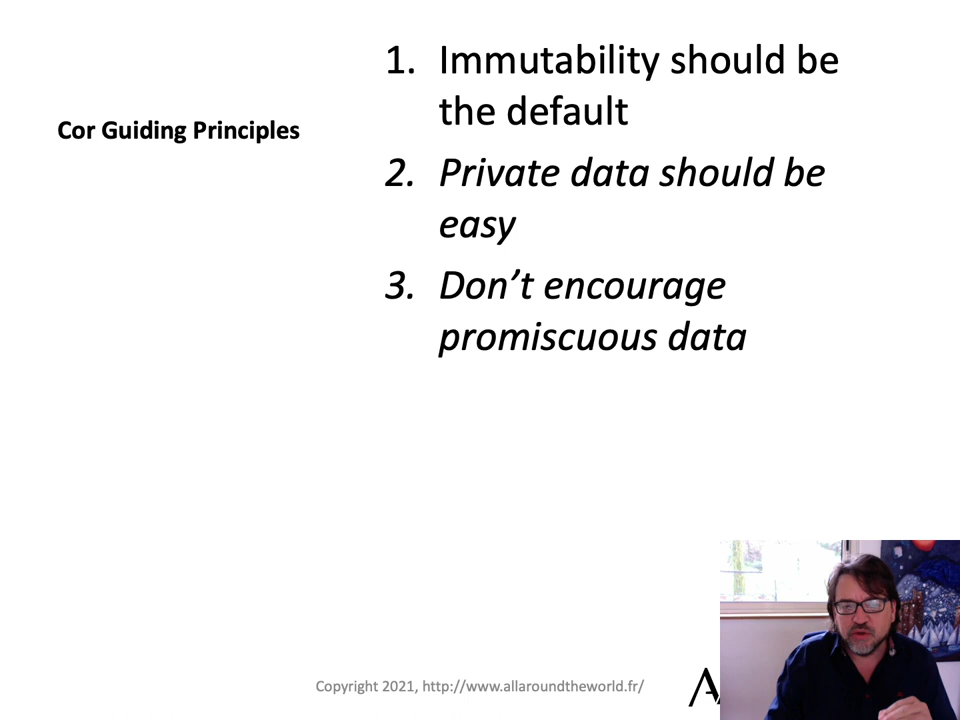 Cor Guiding Principles
1. Immutability should be
the default
2. Private data should be
easy
3. Don’t encourage
promiscuous data
Copyright 2021, http://www.allaroundtheworld.fr/